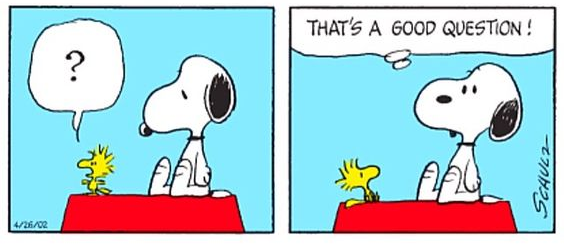 ?
THAT'S A GOOD QUESTION!
4/26/02
SCHULZ